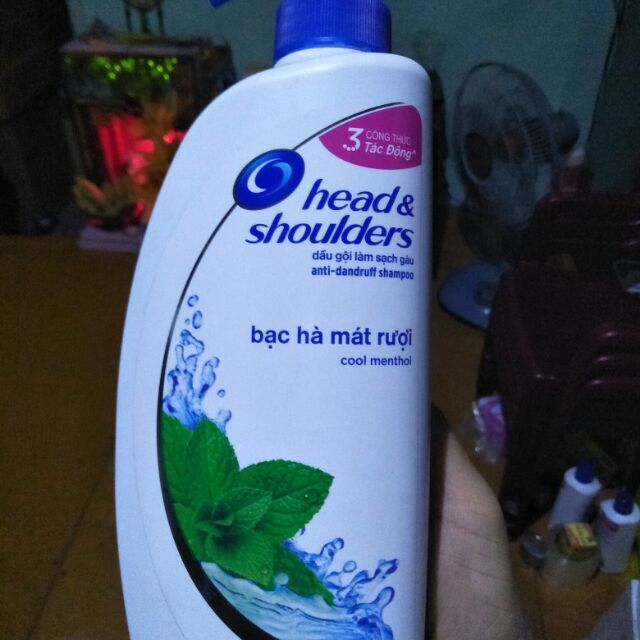 3 CÔNG THỨC
Tác Động^
head &
shoulders
dầu gội làm sạch gàu
anti-dandruff shampoo
bạc hà mát rượi
cool menthol